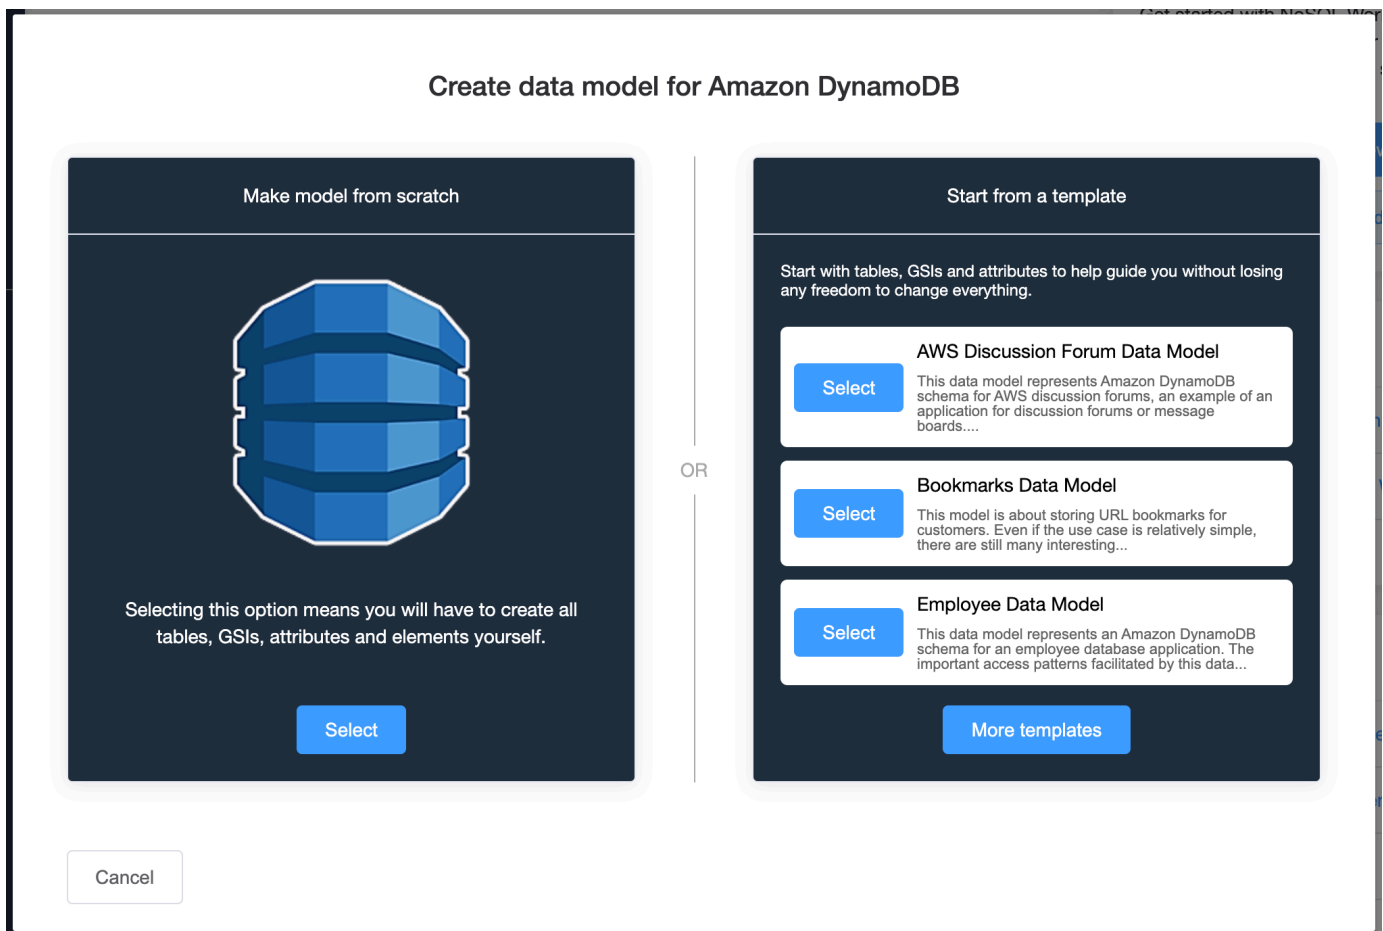 Create data model for Amazon DynamoDB
Make model from scratch
Selecting this option means you will have to create all
tables, GSIs, attributes and elements yourself.
Select
OR
Start from a template
Start with tables, GSIs and attributes to help guide you without losing
any freedom to change everything.
AWS Discussion Forum Data Model
Select
This data model represents Amazon DynamoDB
schema for AWS discussion forums, an example of an
application for discussion forums or message
boards....
Bookmarks Data Model
Select
This model is about storing URL bookmarks for
customers. Even if the use case is relatively simple,
there are still many interesting...
Employee Data Model
Select
This data model represents an Amazon DynamoDB
schema for an employee database application. The
important access patterns facilitated by this data...
More templates
Cancel